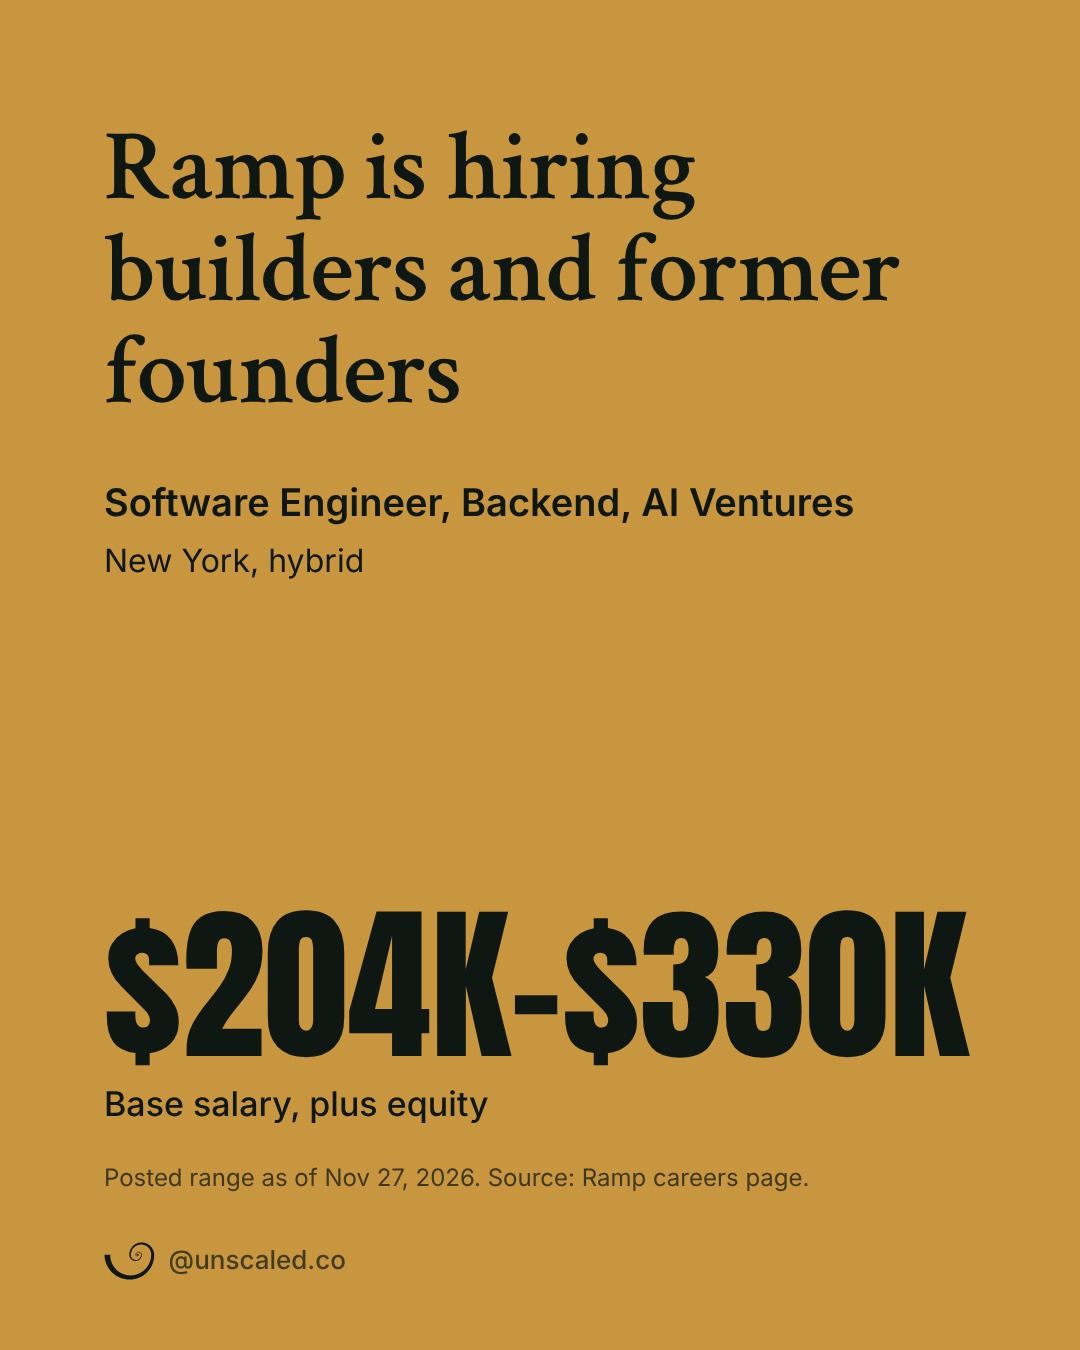 Ramp is hiring
builders and former
founders
Software Engineer, Backend, AI Ventures
New York, hybrid
$204K-$330K
Base salary, plus equity
Posted range as of Nov 27, 2026. Source: Ramp careers page.
@unscaled.co